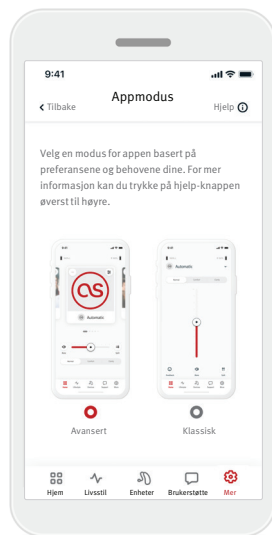 9:41
Tilbake
Appmodus
Hjelp
Velg en modus for appen basert på
preferansene og behovene dine. For mer
informasjon kan du trykke på hjelp-knappen
øverst til høyre.
Automatic
Automatic
Avansert
Klassisk
Hjem Livsstil Enheter Brukerstøtte Mer